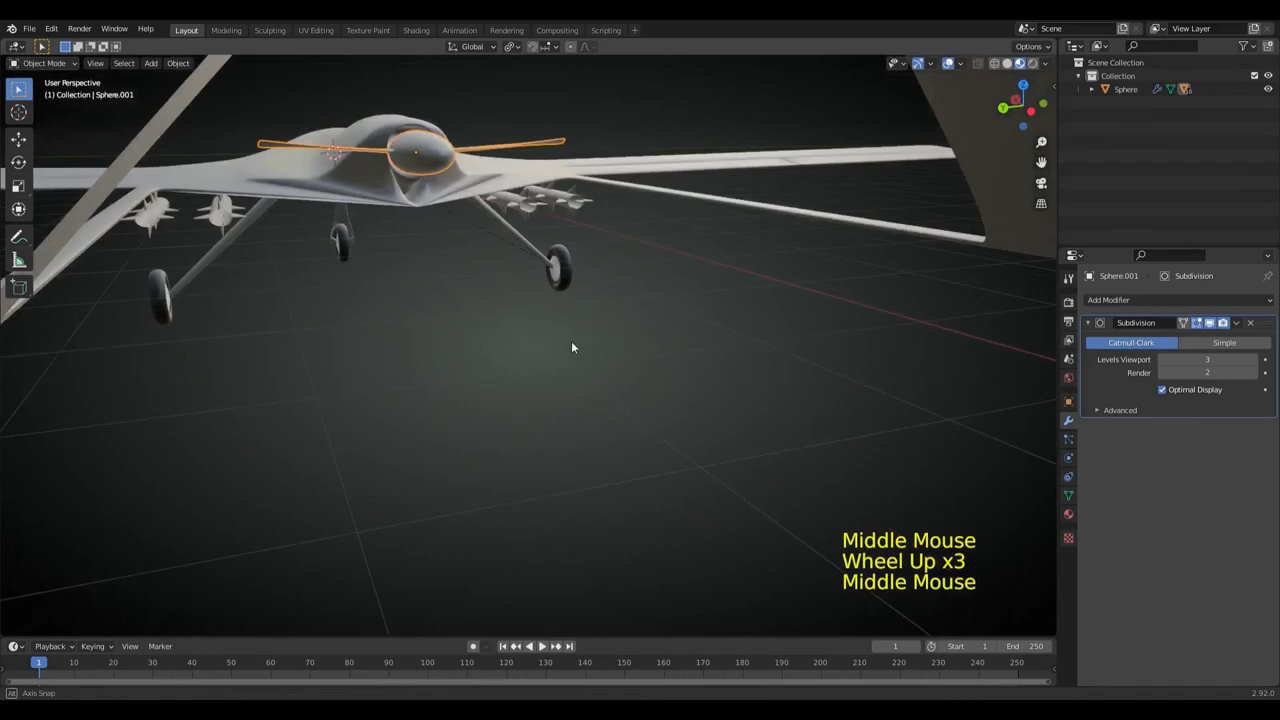 File Edit Render Window Help Layout Modeling Sculpting UV Editing Texture Paint Shading Animation Rendering Compositing Scripting + Scene View Layer
Global Options
Object Mode View Select Add Object
User Perspective
(1) Collection | Sphere.001
Scene Collection
Collection
Sphere
Z
Y
X
Sphere.001 Subdivision
Add Modifier
Subdivision
Catmull-Clark Simple
Levels Viewport 3
Render 2
Optimal Display
Advanced
Middle Mouse
Wheel Up x3
Middle Mouse
Playback Keying View Marker 1 Start 1 End 250
1 10 20 30 40 50 60 70 80 90 100 110 120 130 140 150 160 170 180 190 200 210 220 230 240 250
Alt Axis Snap 2.92.0